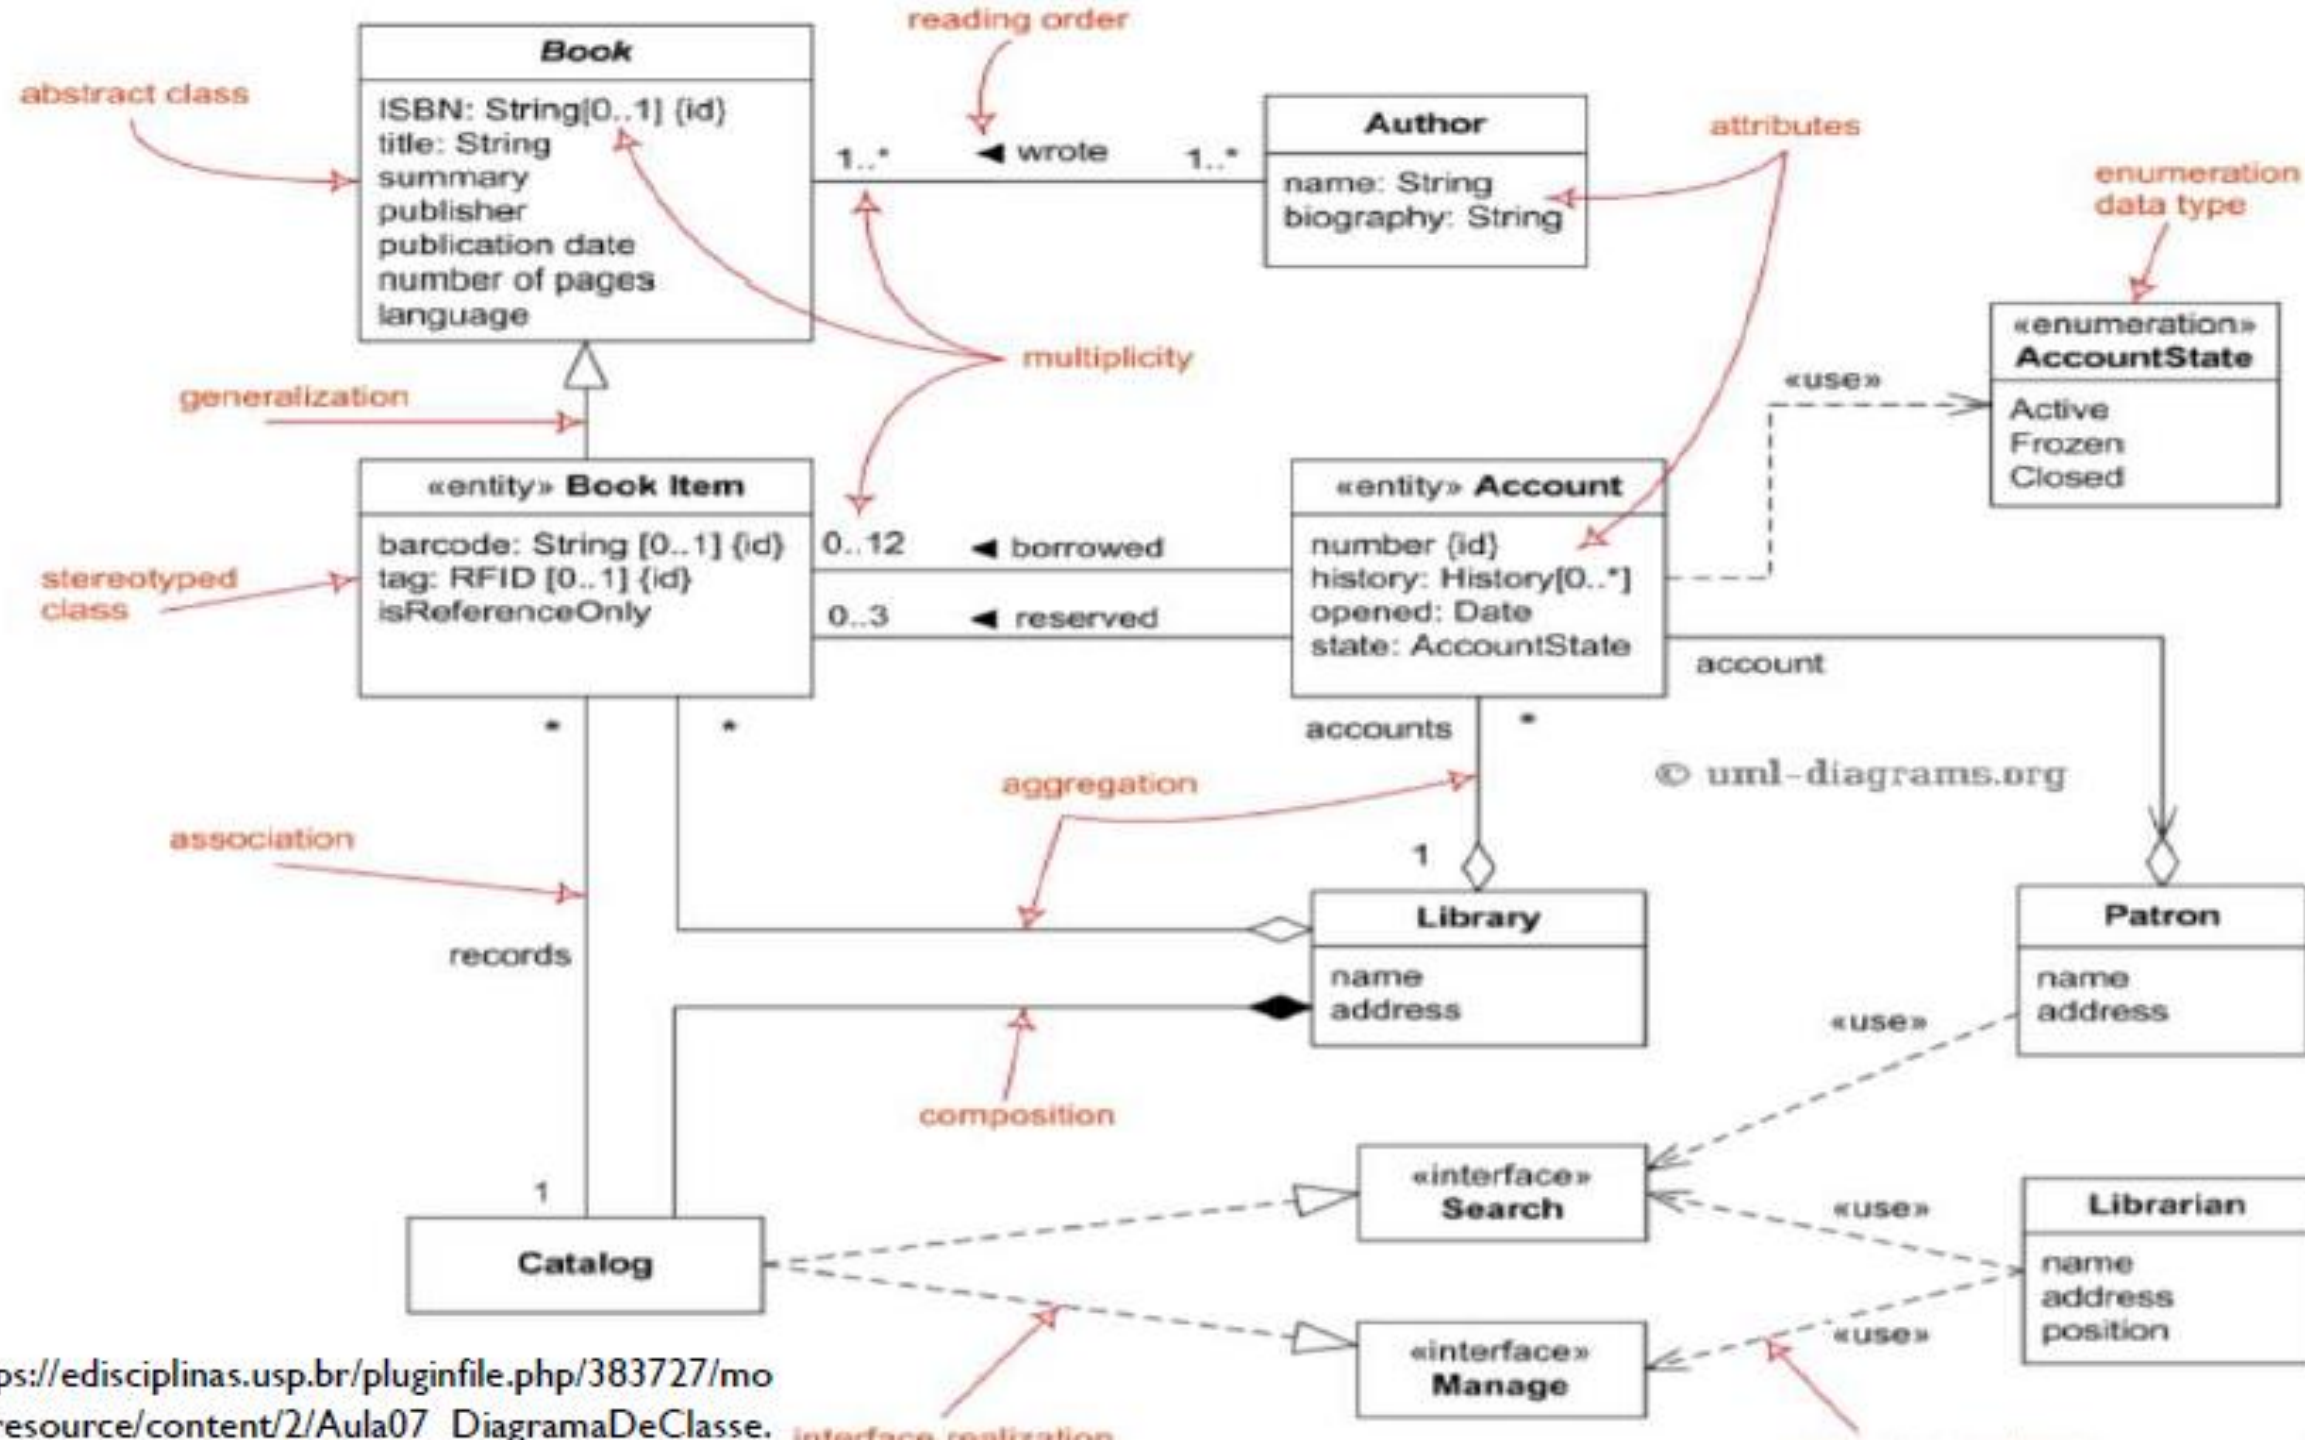 reading order
Book
abstract class
ISBN: String[0..1] {id}
title: String
summary
publisher
publication date
number of pages
language
1..*
◄ wrote
1..*
Author
name: String
biography: String
attributes
enumeration
data type
«enumeration»
AccountState
Active
Frozen
Closed
multiplicity
generalization
«use»
«entity» Book Item
barcode: String [0..1] {id}
tag: RFID [0..1] {id}
isReferenceOnly
stereotyped
class
0..12
◄ borrowed
0..3
◄ reserved
«entity» Account
number {id}
history: History[0..*]
opened: Date
state: AccountState
account
*
*
accounts
*
© uml-diagrams.org
aggregation
association
1
records
Library
name
address
Patron
name
address
«use»
composition
1
Catalog
«interface»
Search
«use»
Librarian
name
address
position
«use»
«interface»
Manage
ps://edisciplinas.usp.br/pluginfile.php/383727/mo
resource/content/2/Aula07_DiagramaDeClasse.
interface realization